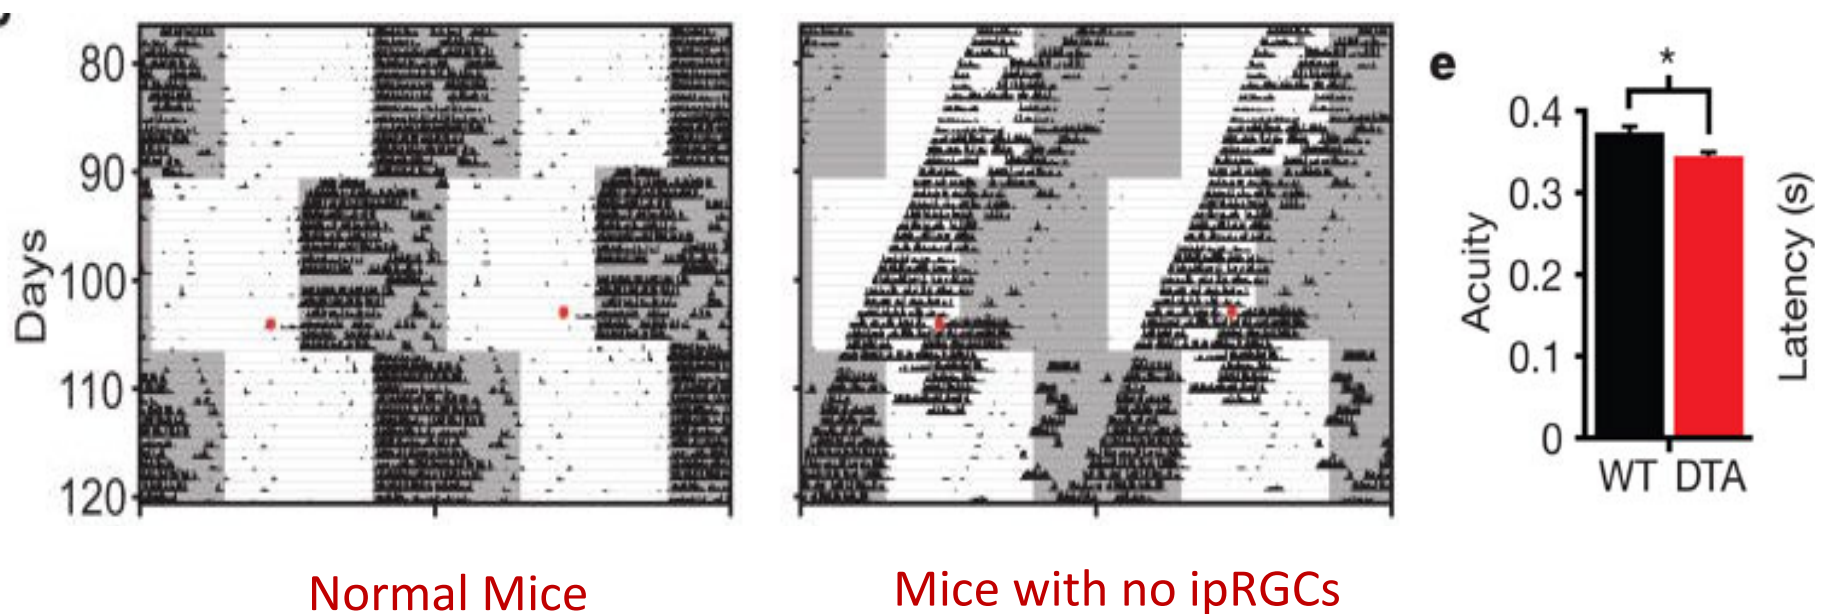 80
90
100
110
120
Days
Normal Mice
Mice with no ipRGCs
e
*
0.4
0.3
0.2
0.1
0
Acuity
WT DTA
Latency (s)